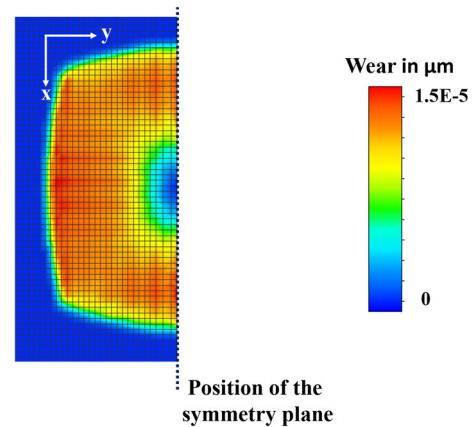 y
x
Wear in μm
1.5E-5
0
Position of the
symmetry plane